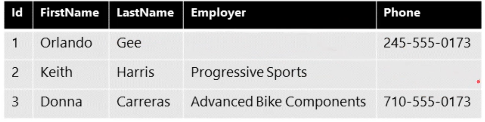 Id FirstName LastName Employer Phone
1 Orlando Gee 245-555-0173
2 Keith Harris Progressive Sports
3 Donna Carreras Advanced Bike Components 710-555-0173